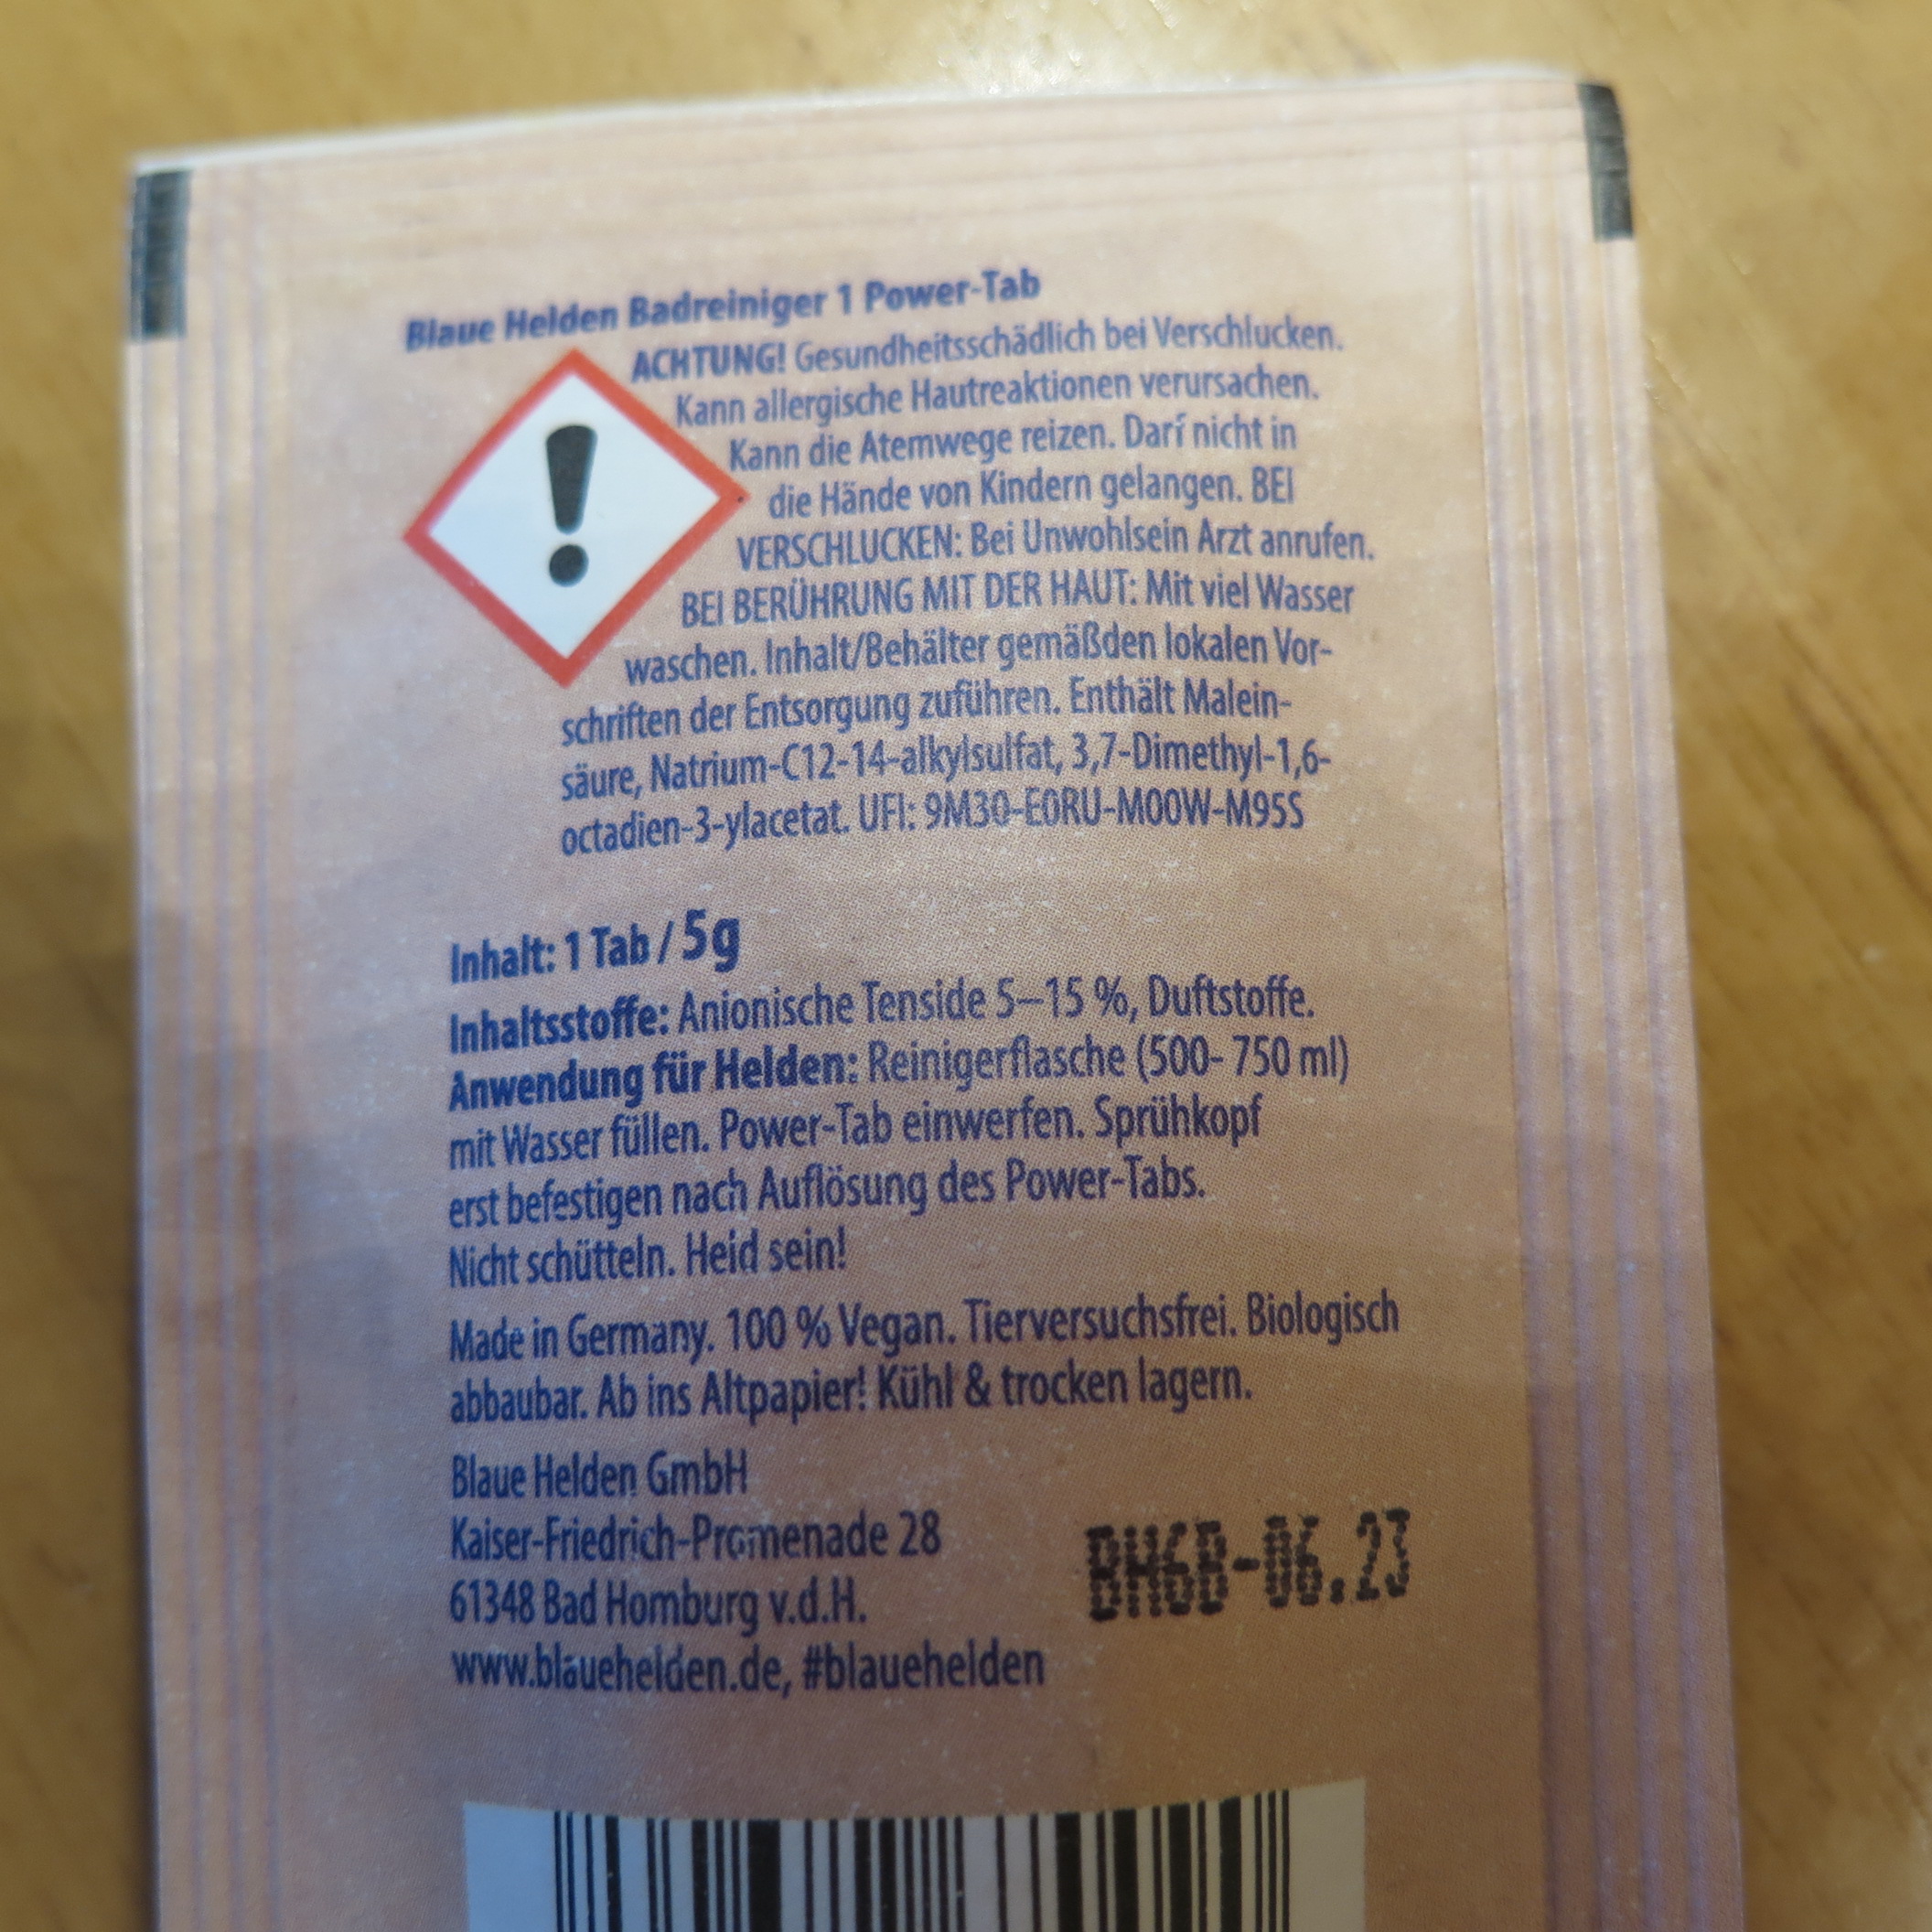 Blaue Helden Badreiniger 1 Power-Tab
ACHTUNG! Gesundheitsschädlich bei Verschlucken.
Kann allergische Hautreaktionen verursachen.
Kann die Atemwege reizen. Darf nicht in
die Hände von Kindern gelangen. BEI
VERSCHLUCKEN: Bei Unwohlsein Arzt anrufen.
BEI BERÜHRUNG MIT DER HAUT: Mit viel Wasser
waschen. Inhalt/Behälter gemäßden lokalen Vor-
schriften der Entsorgung zuführen. Enthält Malein-
säure, Natrium-C12-14-alkylsulfat, 3,7-Dimethyl-1,6-
octadien-3-ylacetat. UFI: 9M30-E0RU-M00W-M95S
Inhalt: 1 Tab / 5g
Inhaltsstoffe: Anionische Tenside 5–15 %, Duftstoffe.
Anwendung für Helden: Reinigerflasche (500- 750 ml)
mit Wasser füllen. Power-Tab einwerfen. Sprühkopf
erst befestigen nach Auflösung des Power-Tabs.
Nicht schütteln. Held sein!
Made in Germany. 100 % Vegan. Tierversuchsfrei. Biologisch
abbaubar. Ab ins Altpapier! Kühl & trocken lagern.
Blaue Helden GmbH
Kaiser-Friedrich-Promenade 28
61348 Bad Homburg v.d.H.
www.blauehelden.de, #blauehelden
BH6B-06.23